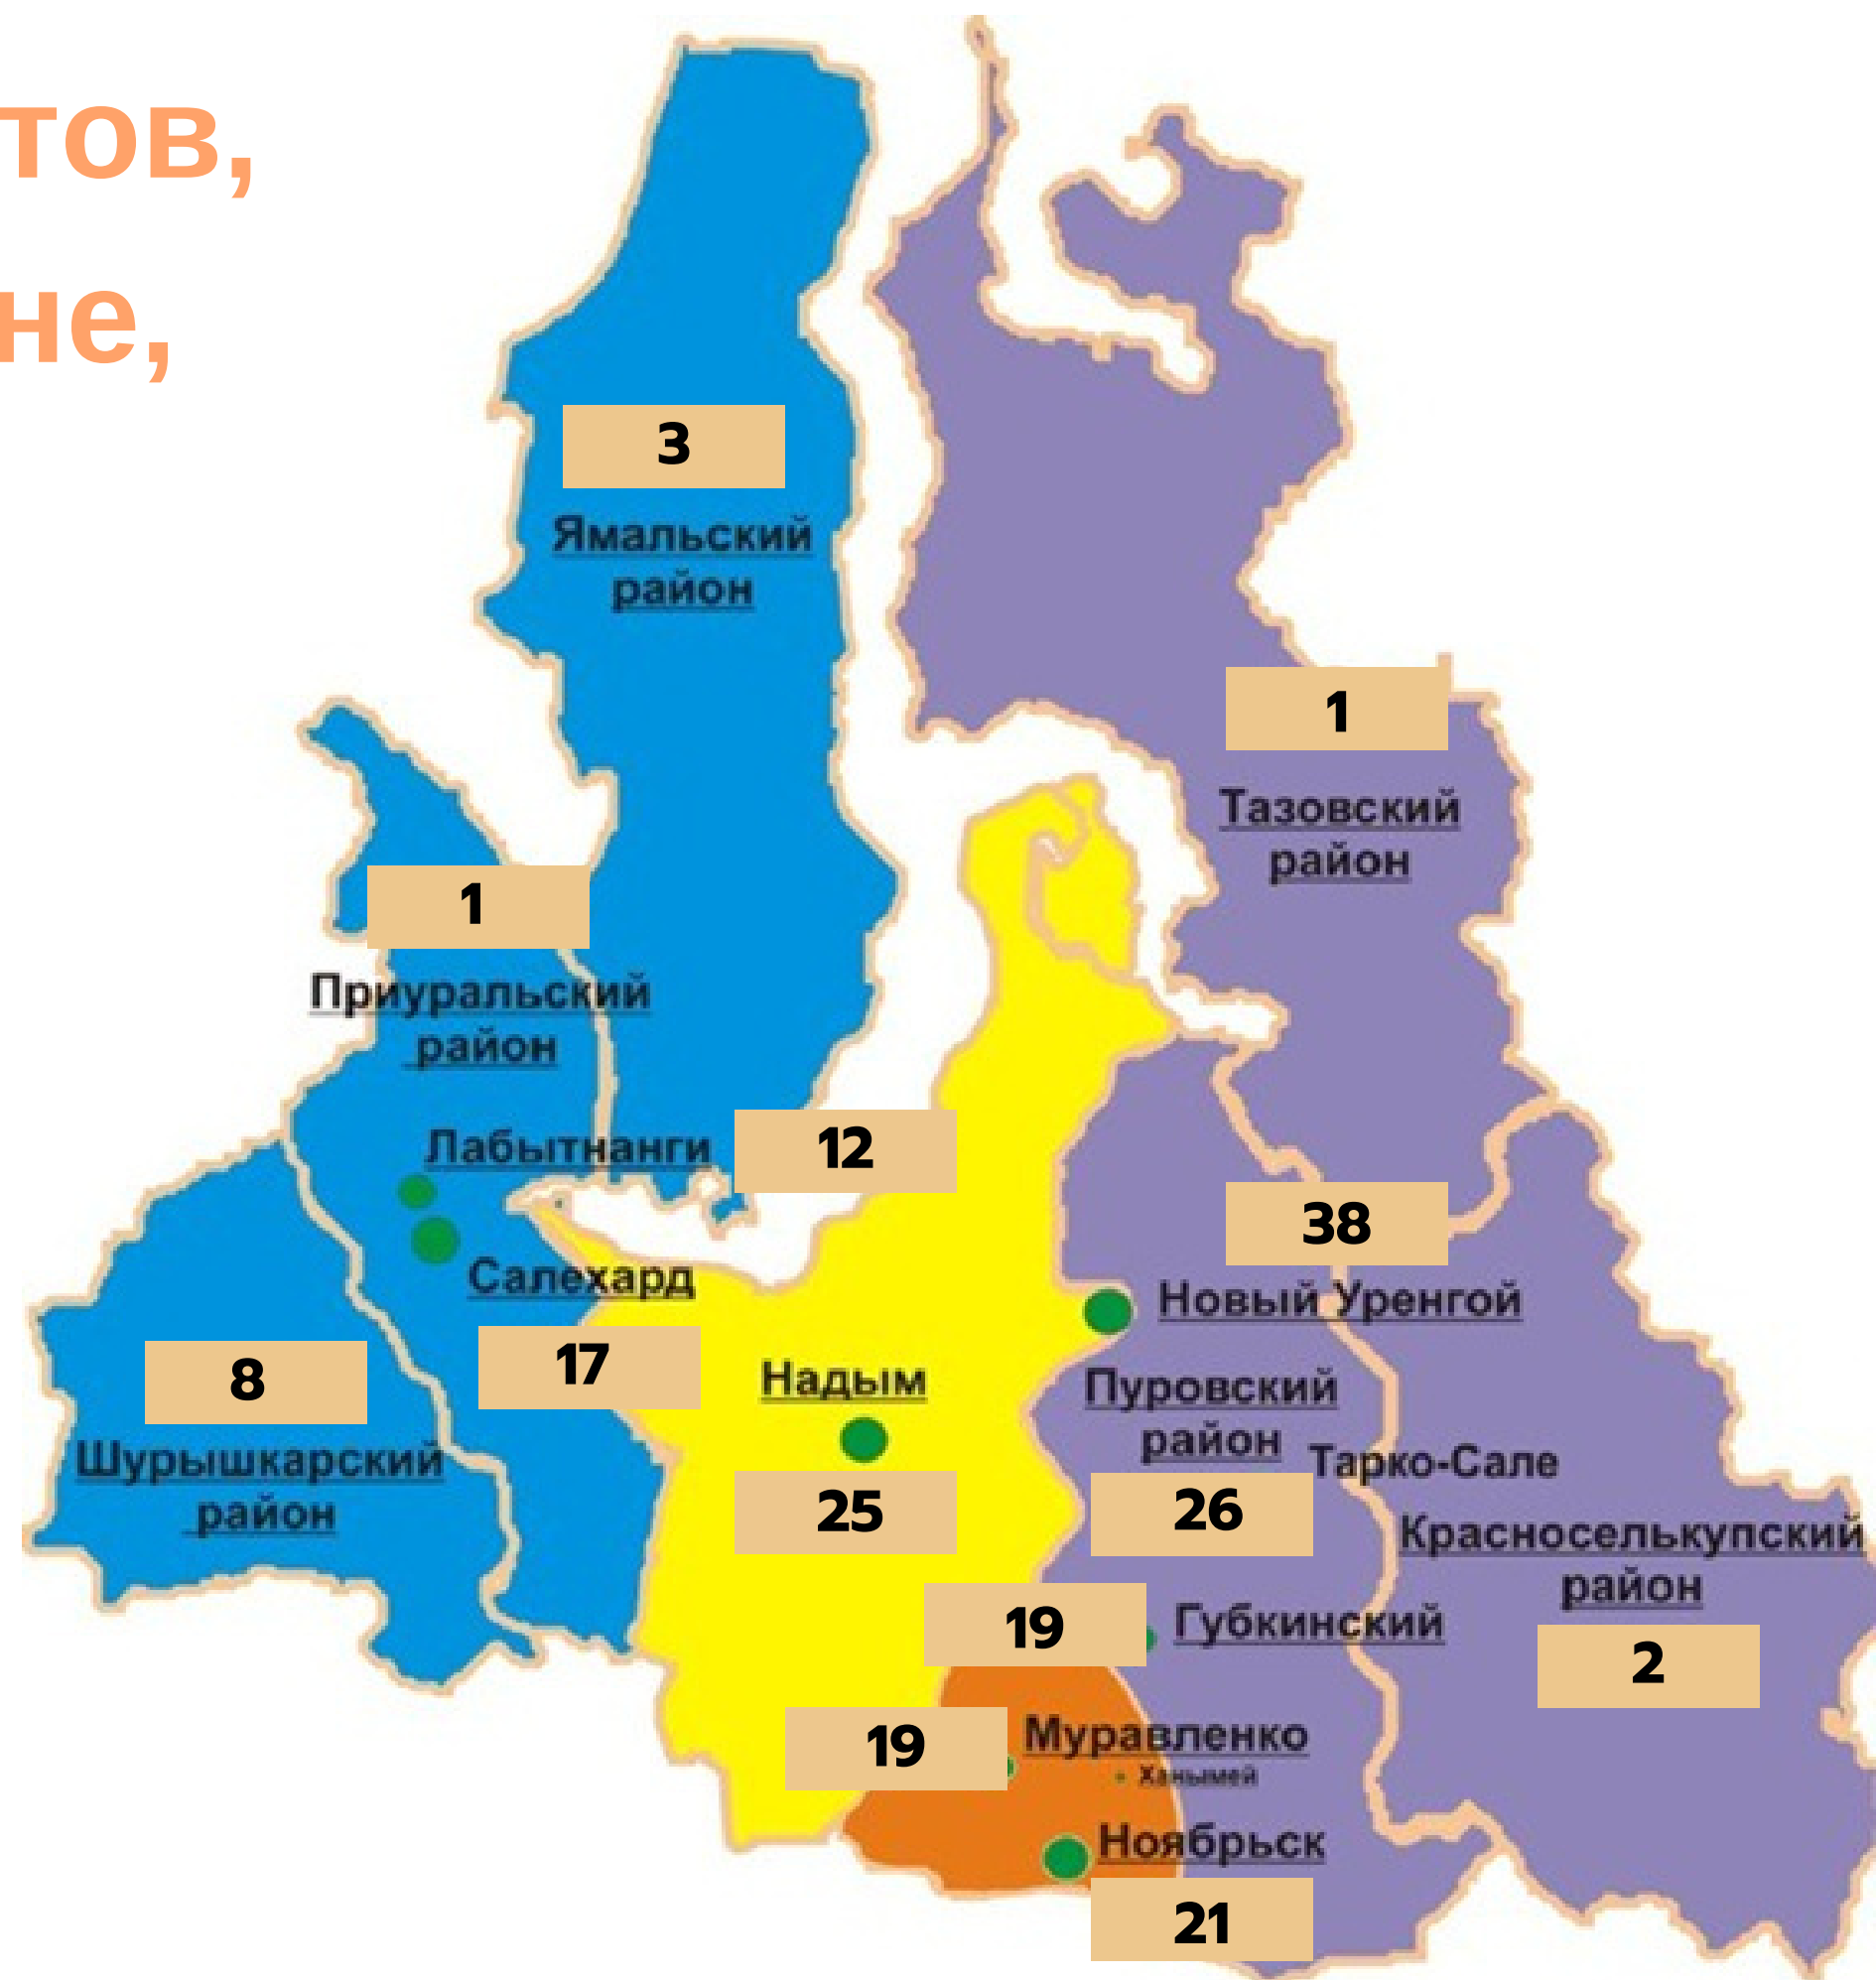 тов,
не,
3
Ямальский
район
1
Тазовский
район
1
Приуральский
район
Лабытнанги
12
38
Салехард
Новый Уренгой
17
8
Надым
Пуровский
район
Тарко-Сале
Шурышкарский
район
25
26
Красноселькупский
район
19
Губкинский
2
19
Муравленко
Ханымей
Ноябрьск
21